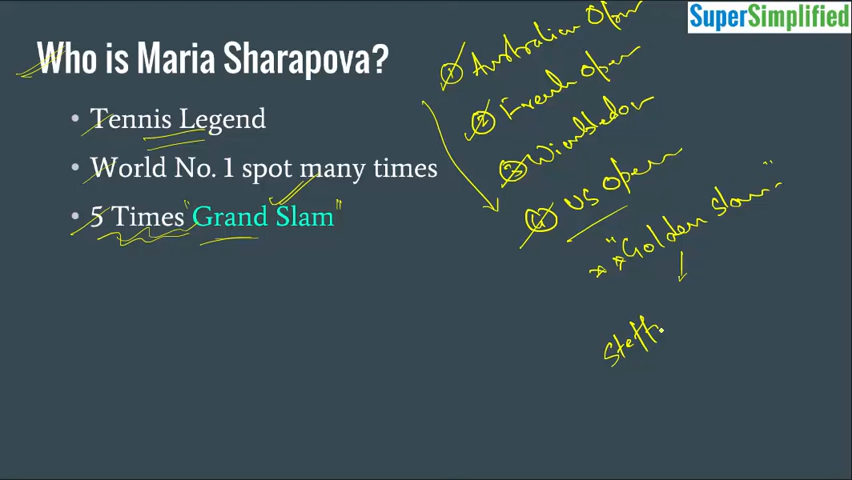 SuperSimplified
Who is Maria Sharapova?
• Tennis Legend
• World No. 1 spot many times
• 5 Times "Grand Slam"
① Australian Open
② French Open
③ Wimbledon
④ US Open
**"Golden Slam"
Steffi